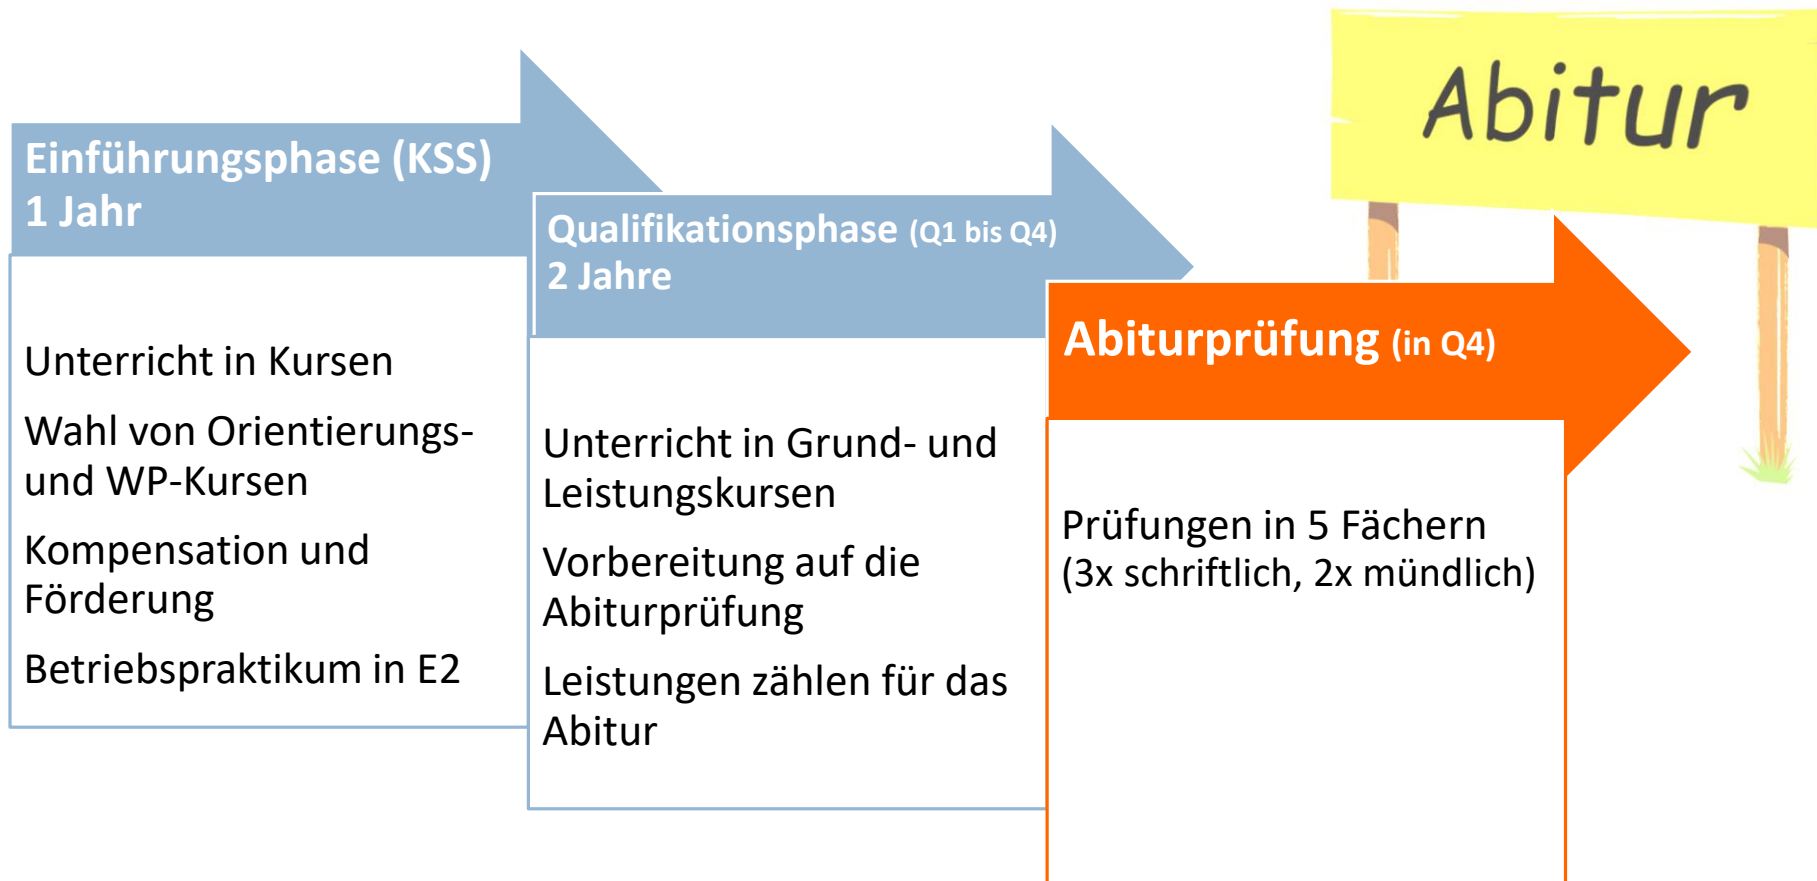 Abitur
Einführungsphase (KSS)
1 Jahr
Unterricht in Kursen
Wahl von Orientierungs-
und WP-Kursen
Kompensation und
Förderung
Betriebspraktikum in E2
Qualifikationsphase (Q1 bis Q4)
2 Jahre
Unterricht in Grund- und
Leistungskursen
Vorbereitung auf die
Abiturprüfung
Leistungen zählen für das
Abitur
Abiturprüfung (in Q4)
Prüfungen in 5 Fächern
(3x schriftlich, 2x mündlich)